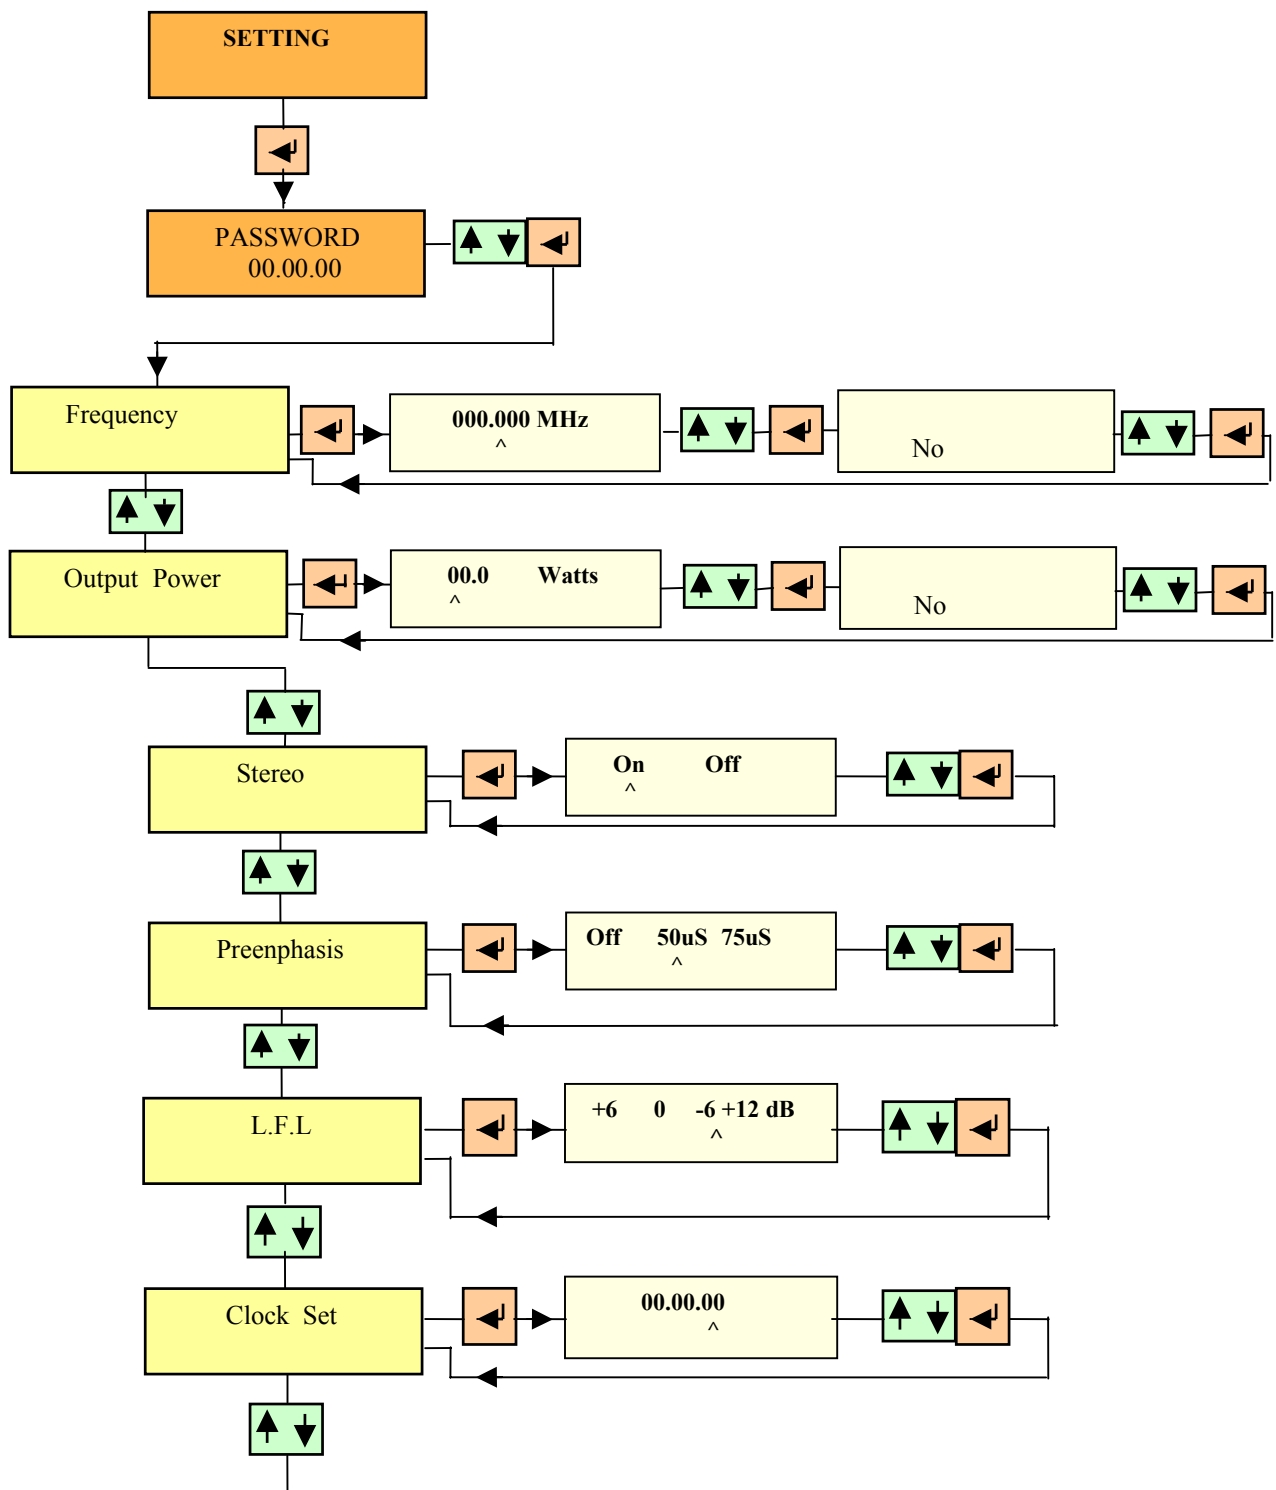 SETTING
PASSWORD
00.00.00
Frequency
000.000 MHz
^
No
Output Power
00.0 Watts
^
No
Stereo
On Off
^
Preenphasis
Off 50uS 75uS
^
L.F.L
+6 0 -6 +12 dB
^
Clock Set
00.00.00
^